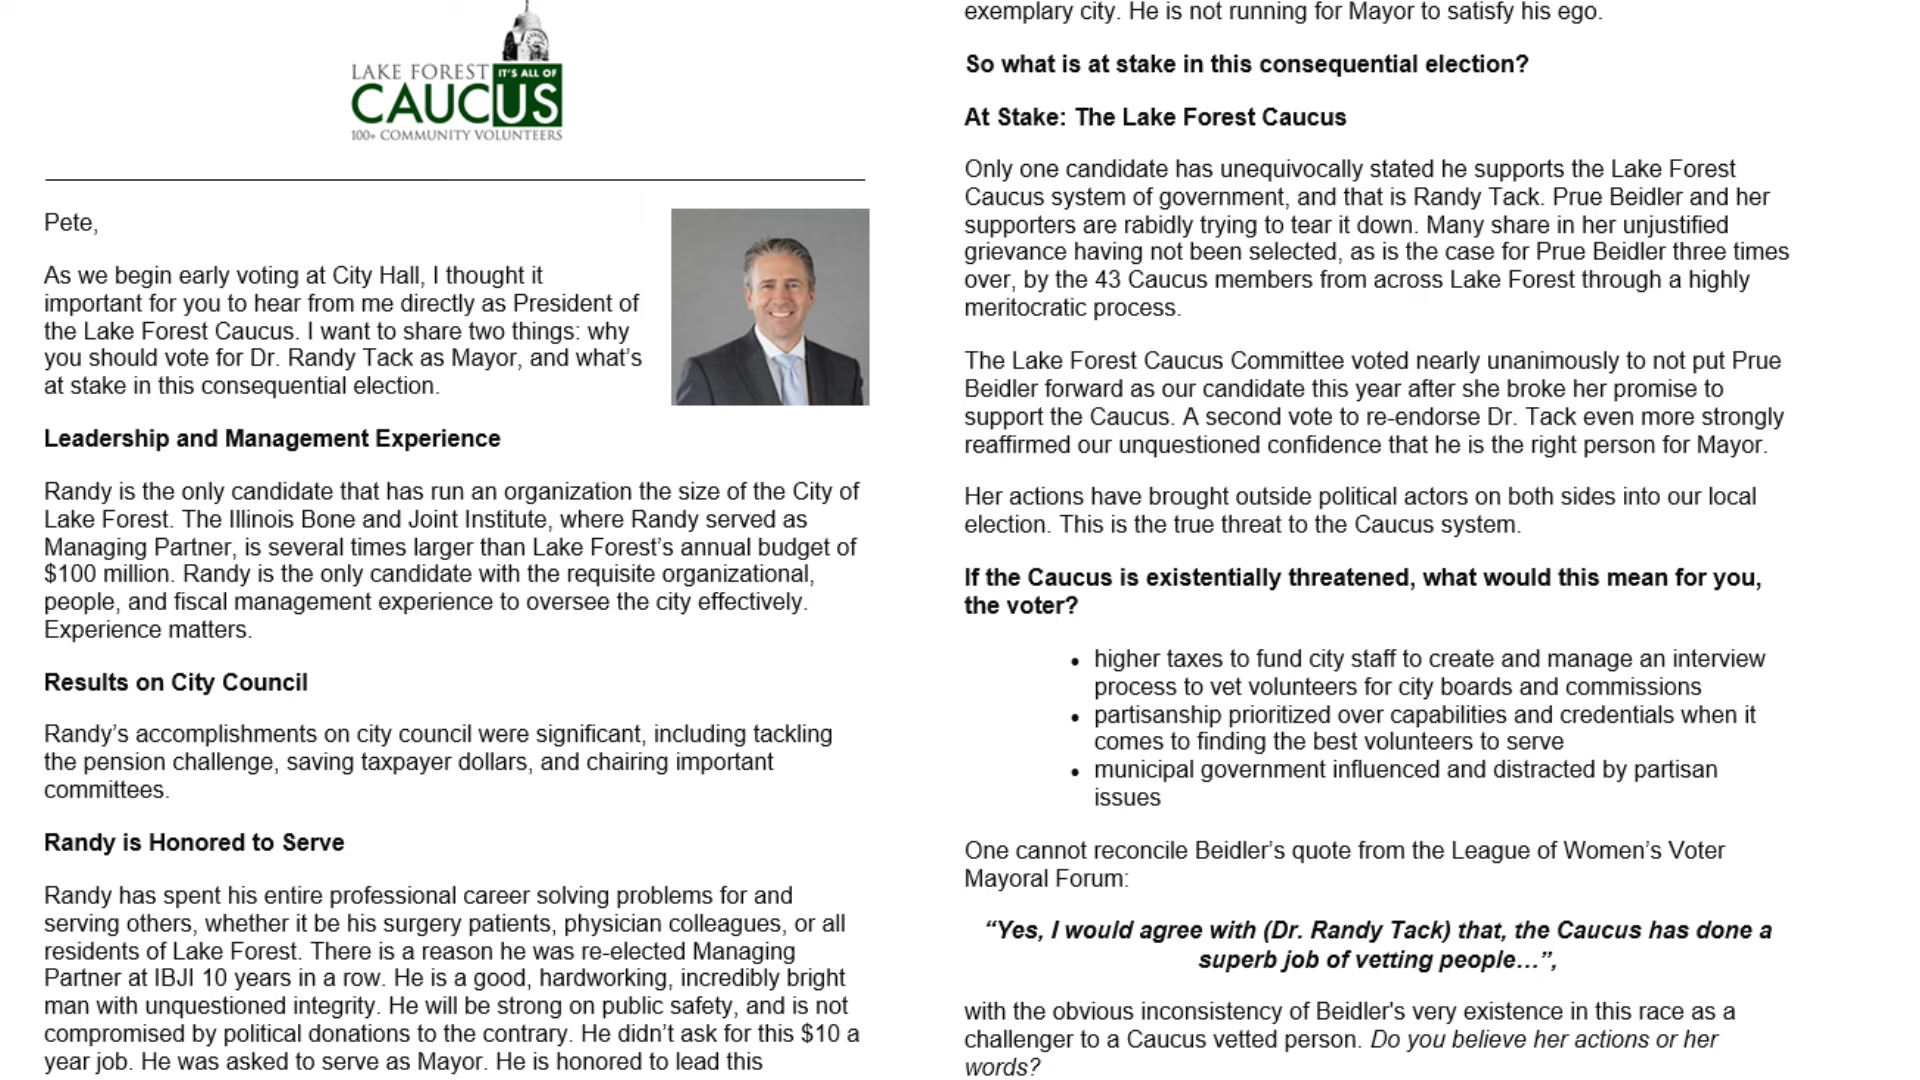 LAKE FOREST IT'S ALL OF
CAUCUS
100+ COMMUNITY VOLUNTEERS
Pete,
As we begin early voting at City Hall, I thought it
important for you to hear from me directly as President of
the Lake Forest Caucus. I want to share two things: why
you should vote for Dr. Randy Tack as Mayor, and what’s
at stake in this consequential election.
Leadership and Management Experience
Randy is the only candidate that has run an organization the size of the City of
Lake Forest. The Illinois Bone and Joint Institute, where Randy served as
Managing Partner, is several times larger than Lake Forest’s annual budget of
$100 million. Randy is the only candidate with the requisite organizational,
people, and fiscal management experience to oversee the city effectively.
Experience matters.
Results on City Council
Randy’s accomplishments on city council were significant, including tackling
the pension challenge, saving taxpayer dollars, and chairing important
committees.
Randy is Honored to Serve
Randy has spent his entire professional career solving problems for and
serving others, whether it be his surgery patients, physician colleagues, or all
residents of Lake Forest. There is a reason he was re-elected Managing
Partner at IBJI 10 years in a row. He is a good, hardworking, incredibly bright
man with unquestioned integrity. He will be strong on public safety, and is not
compromised by political donations to the contrary. He didn’t ask for this $10 a
year job. He was asked to serve as Mayor. He is honored to lead this
exemplary city. He is not running for Mayor to satisfy his ego.
So what is at stake in this consequential election?
At Stake: The Lake Forest Caucus
Only one candidate has unequivocally stated he supports the Lake Forest
Caucus system of government, and that is Randy Tack. Prue Beidler and her
supporters are rabidly trying to tear it down. Many share in her unjustified
grievance having not been selected, as is the case for Prue Beidler three times
over, by the 43 Caucus members from across Lake Forest through a highly
meritocratic process.
The Lake Forest Caucus Committee voted nearly unanimously to not put Prue
Beidler forward as our candidate this year after she broke her promise to
support the Caucus. A second vote to re-endorse Dr. Tack even more strongly
reaffirmed our unquestioned confidence that he is the right person for Mayor.
Her actions have brought outside political actors on both sides into our local
election. This is the true threat to the Caucus system.
If the Caucus is existentially threatened, what would this mean for you,
the voter?
• higher taxes to fund city staff to create and manage an interview
process to vet volunteers for city boards and commissions
• partisanship prioritized over capabilities and credentials when it
comes to finding the best volunteers to serve
• municipal government influenced and distracted by partisan
issues
One cannot reconcile Beidler’s quote from the League of Women’s Voter
Mayoral Forum:
“Yes, I would agree with (Dr. Randy Tack) that, the Caucus has done a
superb job of vetting people…”,
with the obvious inconsistency of Beidler's very existence in this race as a
challenger to a Caucus vetted person. Do you believe her actions or her
words?